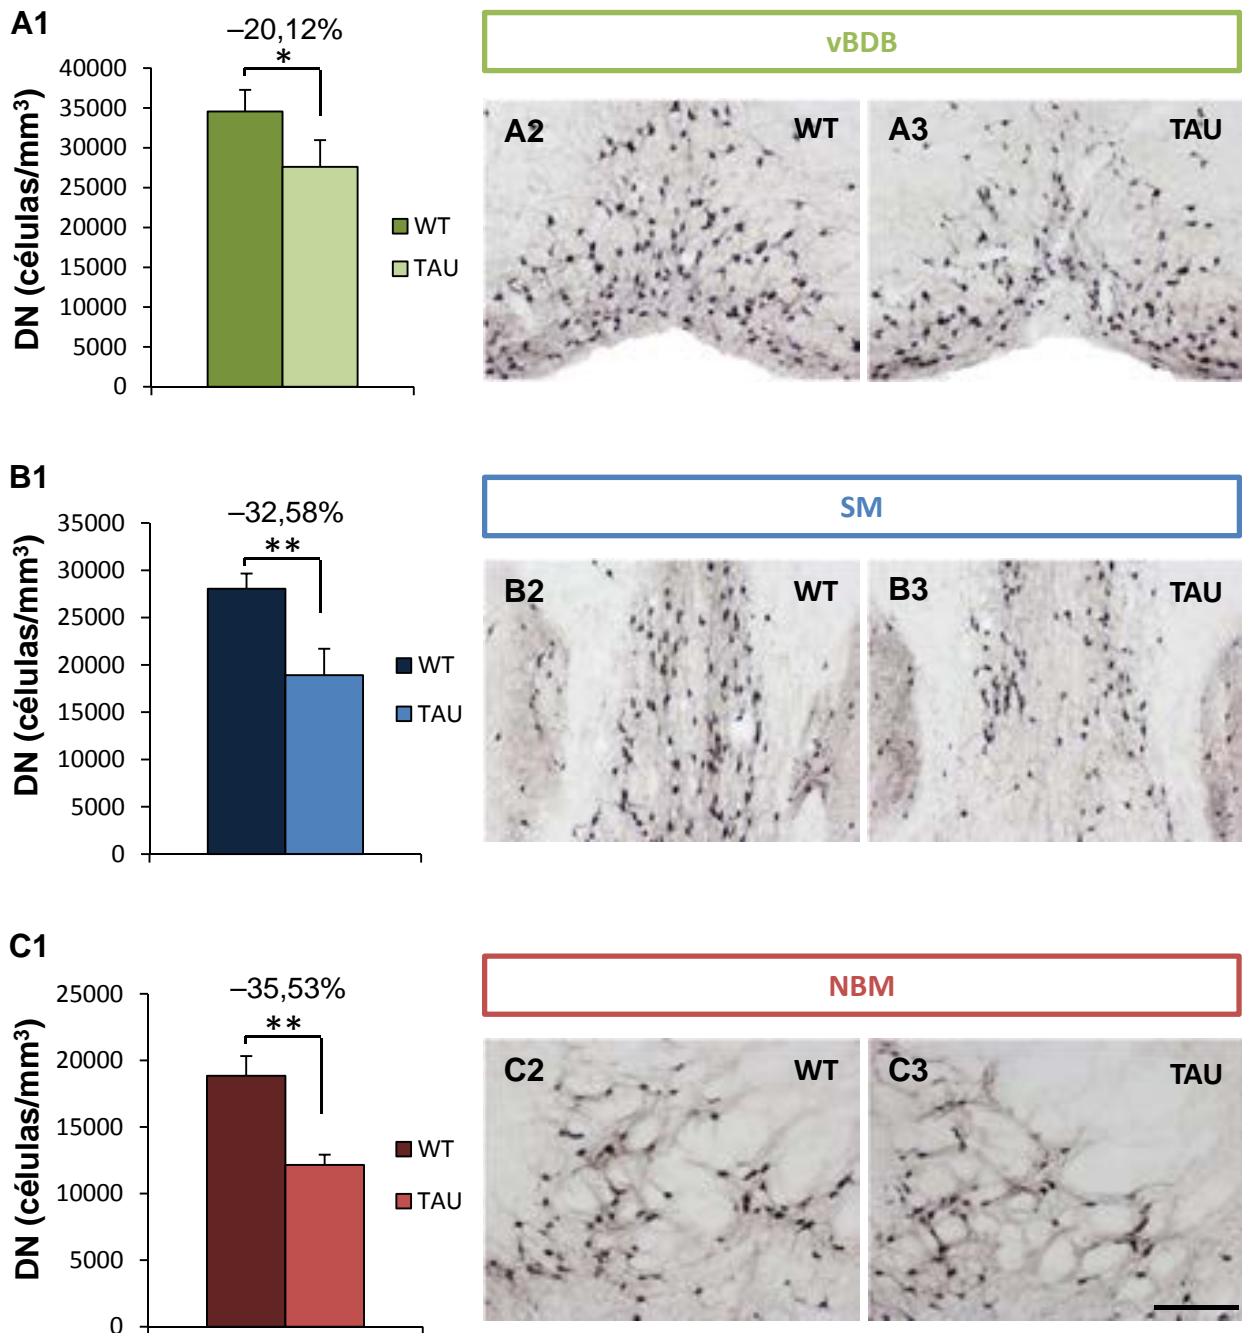 A1
–20,12%
*
40000
35000
30000
25000
20000
15000
10000
5000
0
DN (células/mm³)
WT
TAU
vBDB
A2
WT
A3
TAU
B1
–32,58%
**
35000
30000
25000
20000
15000
10000
5000
0
DN (células/mm³)
WT
TAU
SM
B2
WT
B3
TAU
C1
–35,53%
**
25000
20000
15000
10000
5000
0
DN (células/mm³)
WT
TAU
NBM
C2
WT
C3
TAU